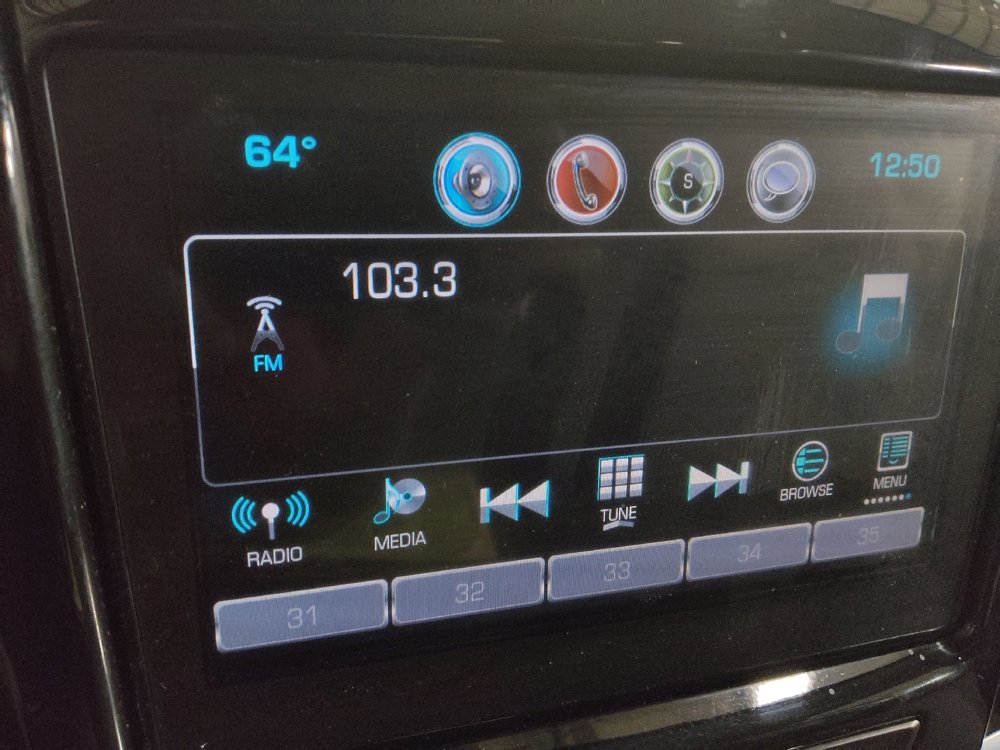 64°
S
12:50
103.3
FM
RADIO
MEDIA
TUNE
BROWSE
MENU
31
32
33
34
35